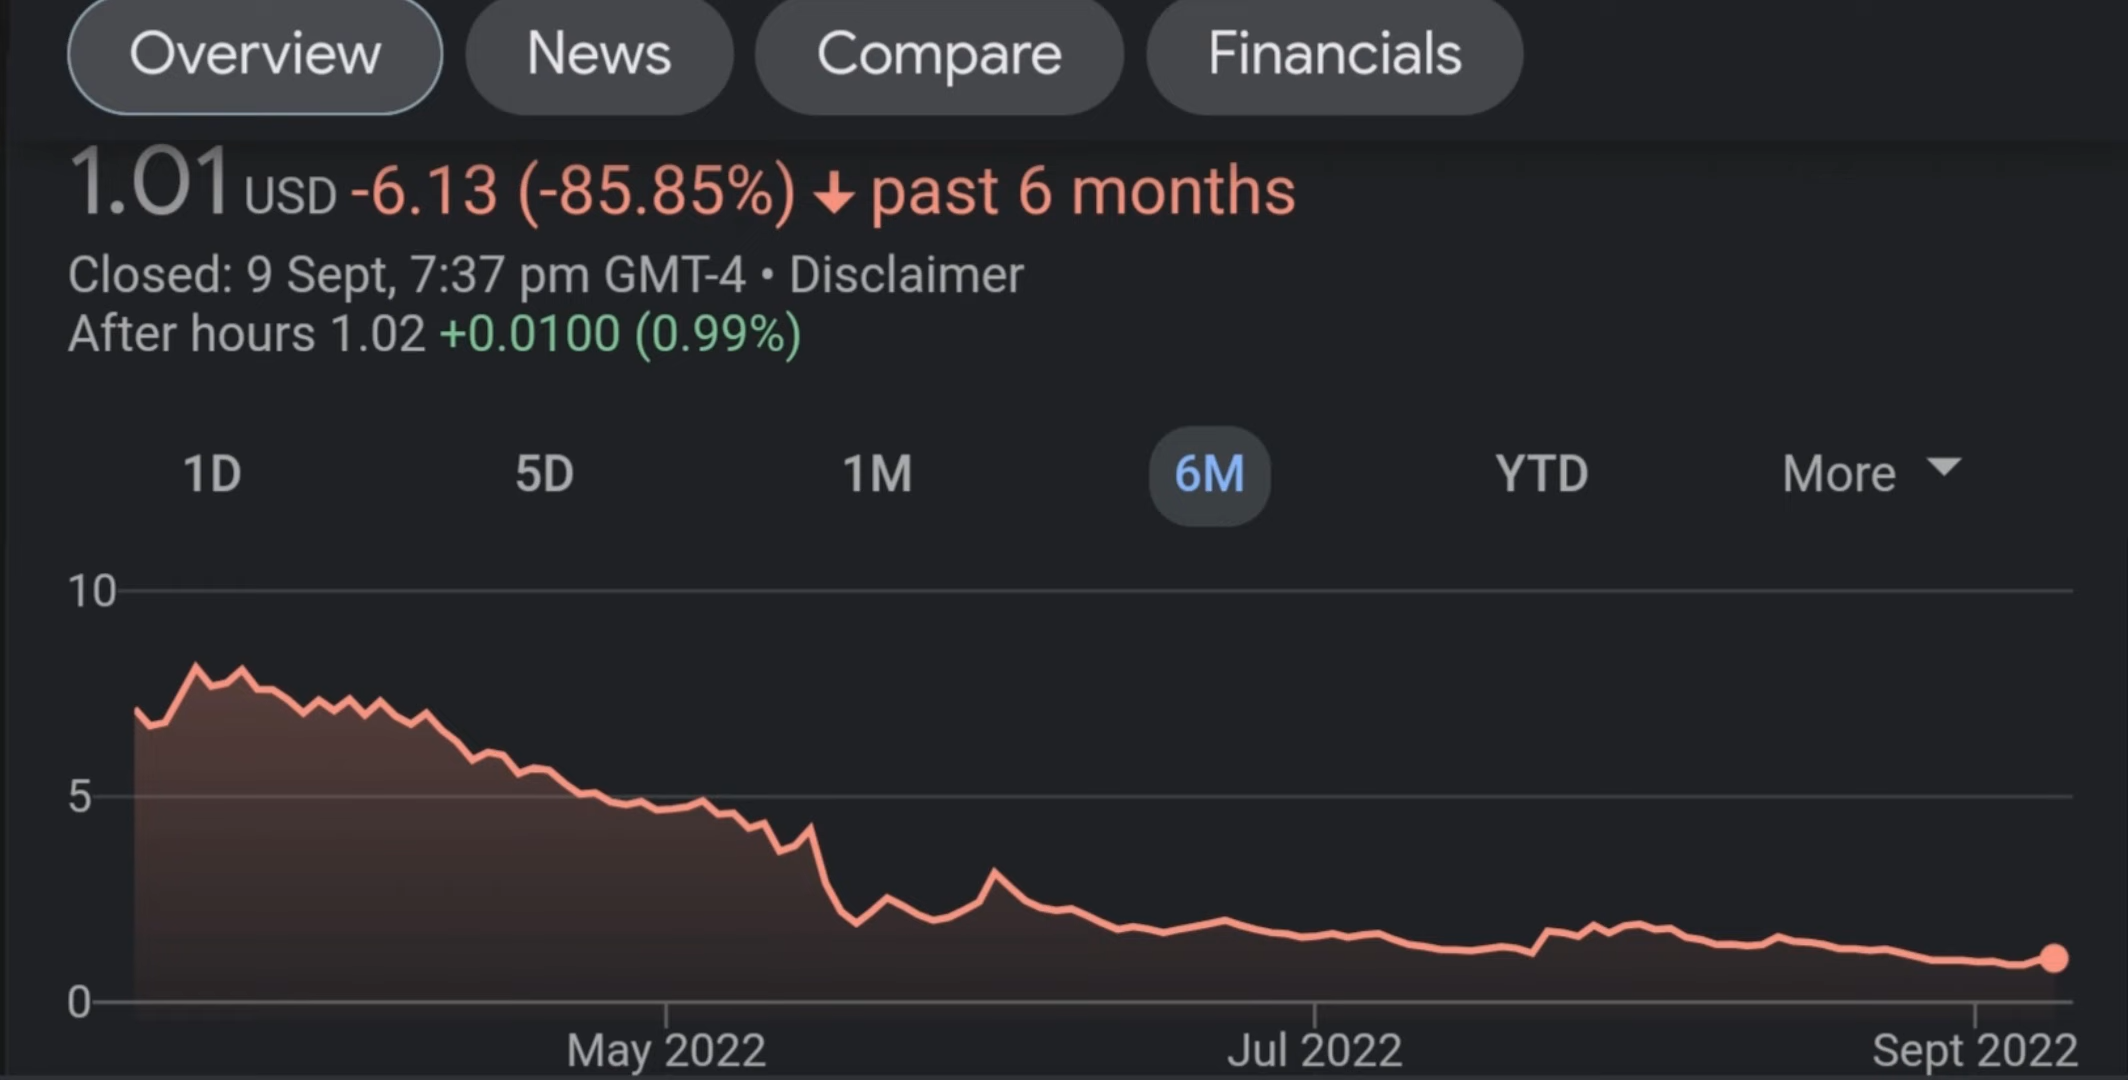 Overview News Compare Financials
1.01 USD -6.13 (-85.85%) ↓ past 6 months
Closed: 9 Sept, 7:37 pm GMT-4 • Disclaimer
After hours 1.02 +0.0100 (0.99%)
1D 5D 1M 6M YTD More
10
5
0
May 2022 Jul 2022 Sept 2022